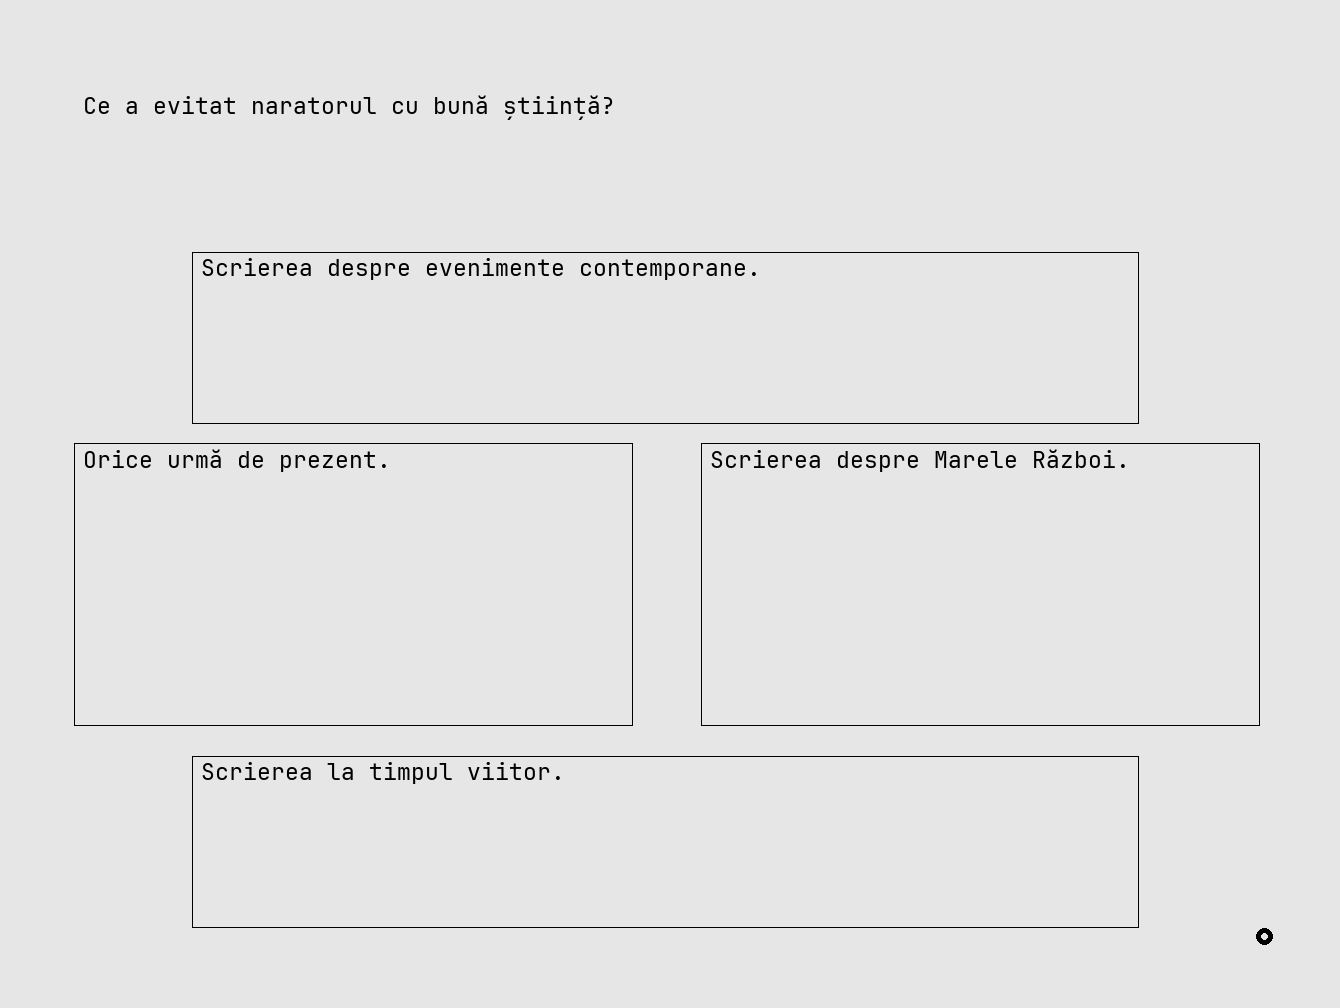 Ce a evitat naratorul cu bună știință?
Scrierea despre evenimente contemporane.
Orice urmă de prezent.
Scrierea despre Marele Război.
Scrierea la timpul viitor.